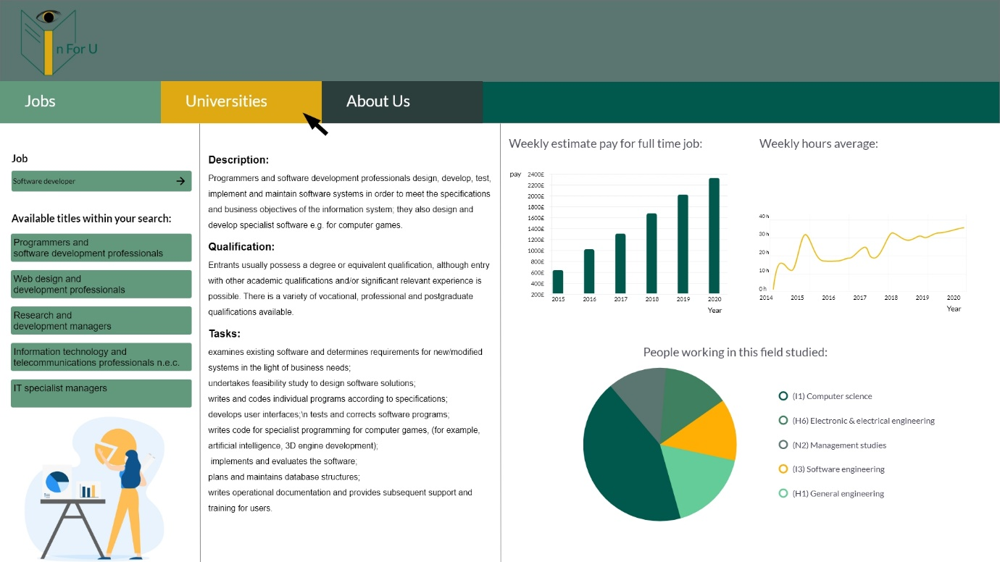 n For U
Jobs
Universities
About Us
Job
Software developer
Available titles within your search:
Programmers and
software development professionals
Web design and
development professionals
Research and
development managers
Information technology and
telecommunications professionals n.e.c.
IT specialist managers
Description:
Programmers and software development professionals design, develop, test,
implement and maintain software systems in order to meet the specifications
and business objectives of the information system; they also design and
develop specialist software e.g. for computer games.
Qualification:
Entrants usually possess a degree or equivalent qualification, although entry
with other academic qualifications and/or significant relevant experience is
possible. There is a variety of vocational, professional and postgraduate
qualifications available.
Tasks:
examines existing software and determines requirements for new/modified
systems in the light of business needs;
undertakes feasibility study to design software solutions;
writes and codes individual programs according to specifications;
develops user interfaces;\n tests and corrects software programs;
writes code for specialist programming for computer games, (for example,
artificial intelligence, 3D engine development);
implements and evaluates the software;
plans and maintains database structures;
writes operational documentation and provides subsequent support and
training for users.
Weekly estimate pay for full time job:
pay
2400£
2200£
2000£
1800£
1600£
1400£
1200£
1000£
800£
600£
400£
200£
2015 2016 2017 2018 2019 2020
Year
Weekly hours average:
40 h
30 h
20 h
10 h
0 h
2014 2015 2016 2017 2018 2019 2020
Year
People working in this field studied:
(I1) Computer science
(H6) Electronic & electrical engineering
(N2) Management studies
(I3) Software engineering
(H1) General engineering